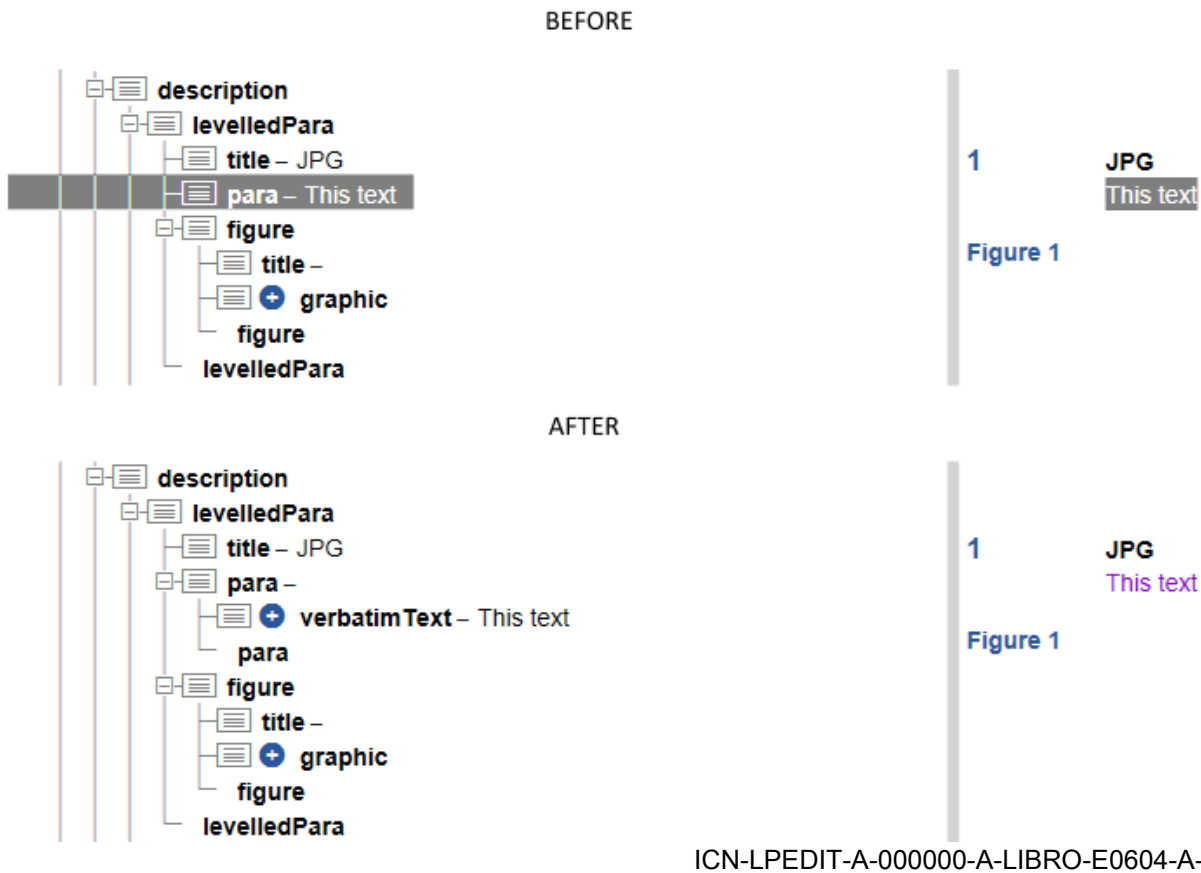 BEFORE
description
levelledPara
title – JPG 1 JPG
para – This text This text
figure
Figure 1
title –
graphic
figure
levelledPara
AFTER
description
levelledPara
title – JPG 1 JPG
para – This text
verbatimText – This text
para Figure 1
figure
title –
graphic
figure
levelledPara
ICN-LPEDIT-A-000000-A-LIBRO-E0604-A-